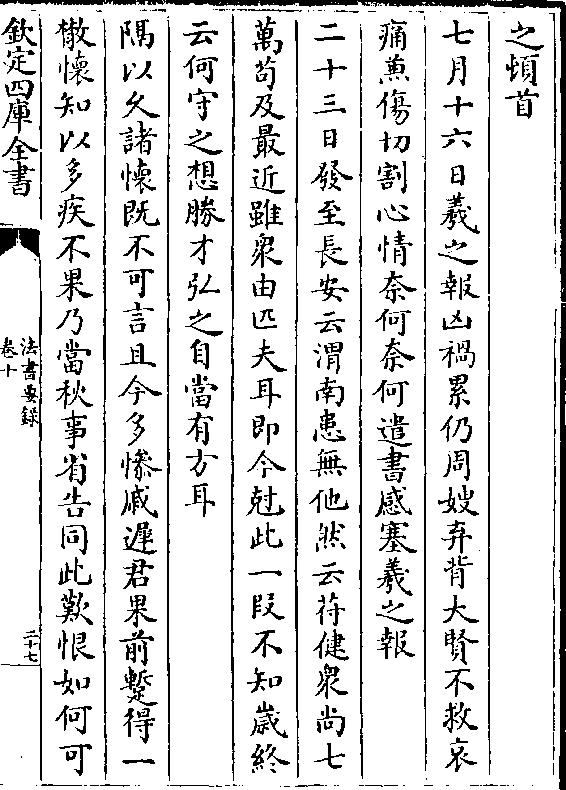 之頓首
七月十六日羲之報凶禍累仍周嫂弃背大賢不救哀
痛兼傷切割心情奈何奈何遣書感塞羲之報
二十三日發至長安云渭南患無他然云苻健衆尚七
萬苟及最近雖衆由匹夫耳即今尅此一段不知歲終
云何守之想勝才弘之自當有方耳
隅以久諸懷既不可言且今多慘戚遲君果前蹔得一
散懷知以多疾不果乃當秋事省告同此歎恨如何可
欽定四庫全書
法書要錄
卷十
二十七